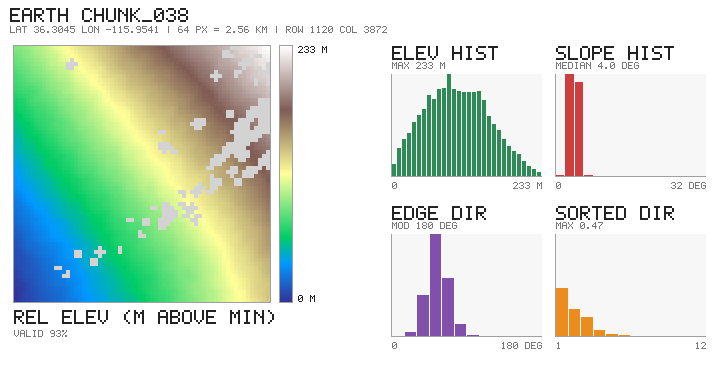 EARTH CHUNK_038
LAT 36.3045 LON -115.9541 | 64 PX = 2.56 KM | ROW 1120 COL 3872
233 M
0 M
REL ELEV (M ABOVE MIN)
VALID 93%
ELEV HIST
MAX 233 M
0 233 M
SLOPE HIST
MEDIAN 4.0 DEG
0 32 DEG
EDGE DIR
MOD 180 DEG
0 180 DEG
SORTED DIR
MAX 0.47
1 12